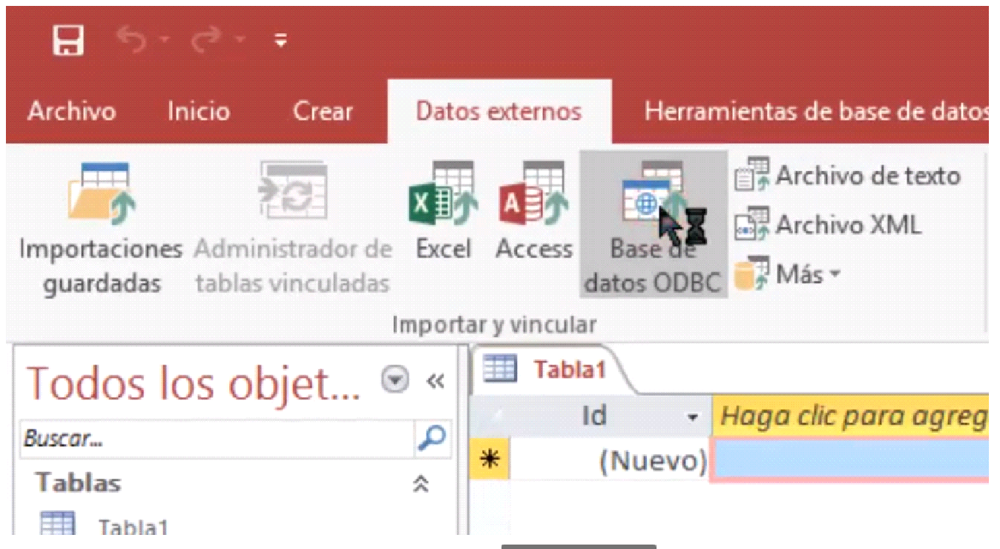 Archivo Inicio Crear Datos externos Herramientas de base de datos
Importaciones guardadas
Administrador de tablas vinculadas
Excel
Access
Base de datos ODBC
Archivo de texto
Archivo XML
Más
Importar y vincular
Todos los objet...
Buscar...
Tablas
Tabla1
Tabla1
Id
Haga clic para agreg
(Nuevo)